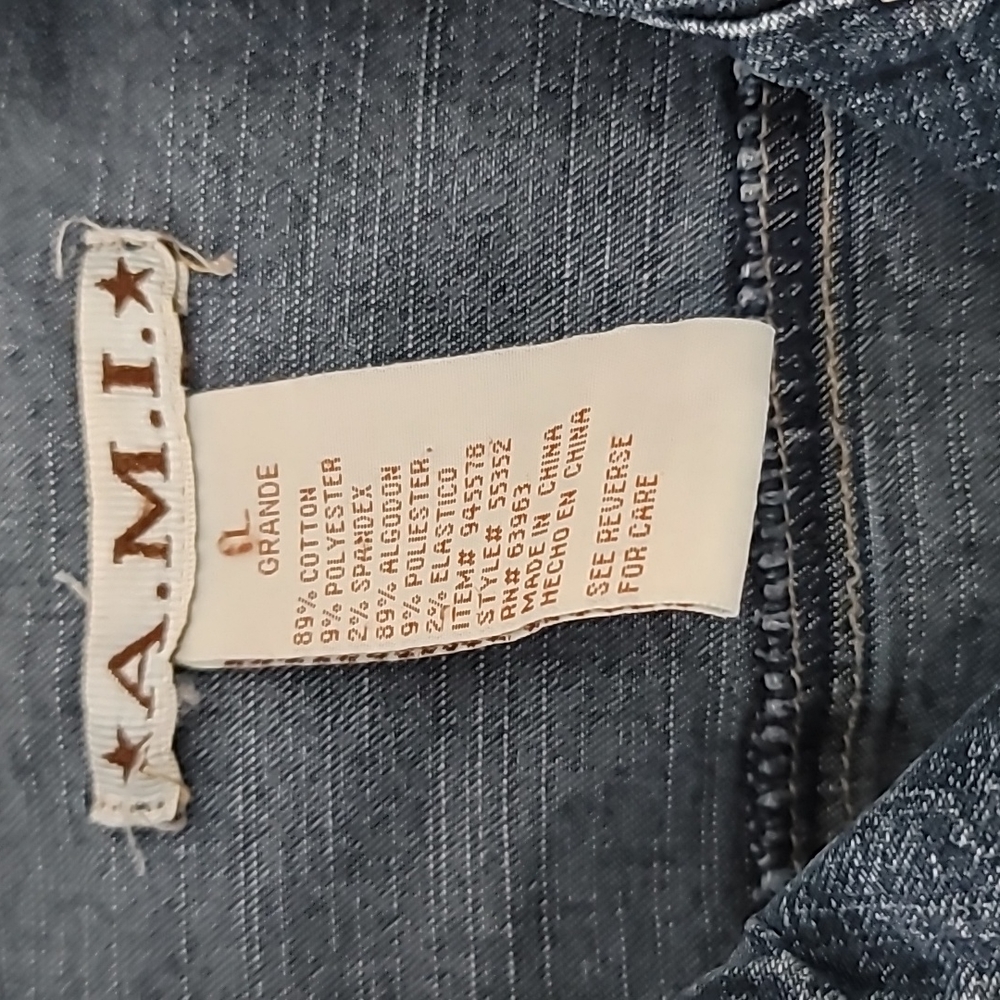 ★A.M.I.★
GRANDE
89% COTTON
9% POLYESTER
2% SPANDEX
89% ALGODON
9% POLIESTER,
2% ELASTICO
ITEM# 945578
STYLE# 55352
RN# 63963
MADE IN CHINA
HECHO EN CHINA
SEE REVERSE
FOR CARE